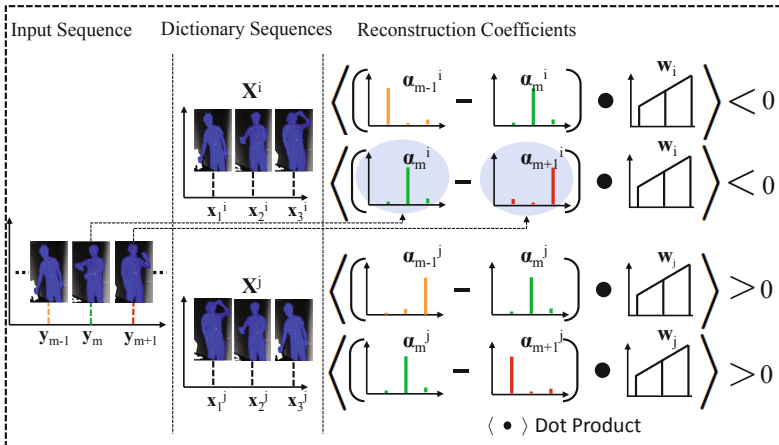 Input Sequence
Dictionary Sequences
Reconstruction Coefficients
X^i
x_1^i x_2^i x_3^i
X^j
x_1^j x_2^j x_3^j
y_{m-1} y_m y_{m+1}
⟨( α_{m-1}^i − α_m^i ) • w_i ⟩ < 0
⟨( α_m^i − α_{m+1}^i ) • w_i ⟩ < 0
⟨( α_{m-1}^j − α_m^j ) • w_j ⟩ > 0
⟨( α_m^j − α_{m+1}^j ) • w_j ⟩ > 0
⟨ • ⟩ Dot Product